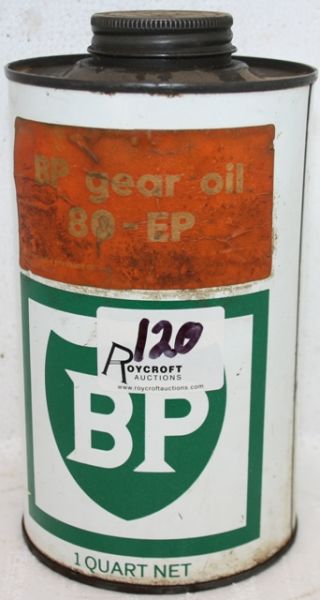 BP gear oil
80-EP
120
ROYCROFT
AUCTIONS
www.roycroftauctions.com
BP
1 QUART NET